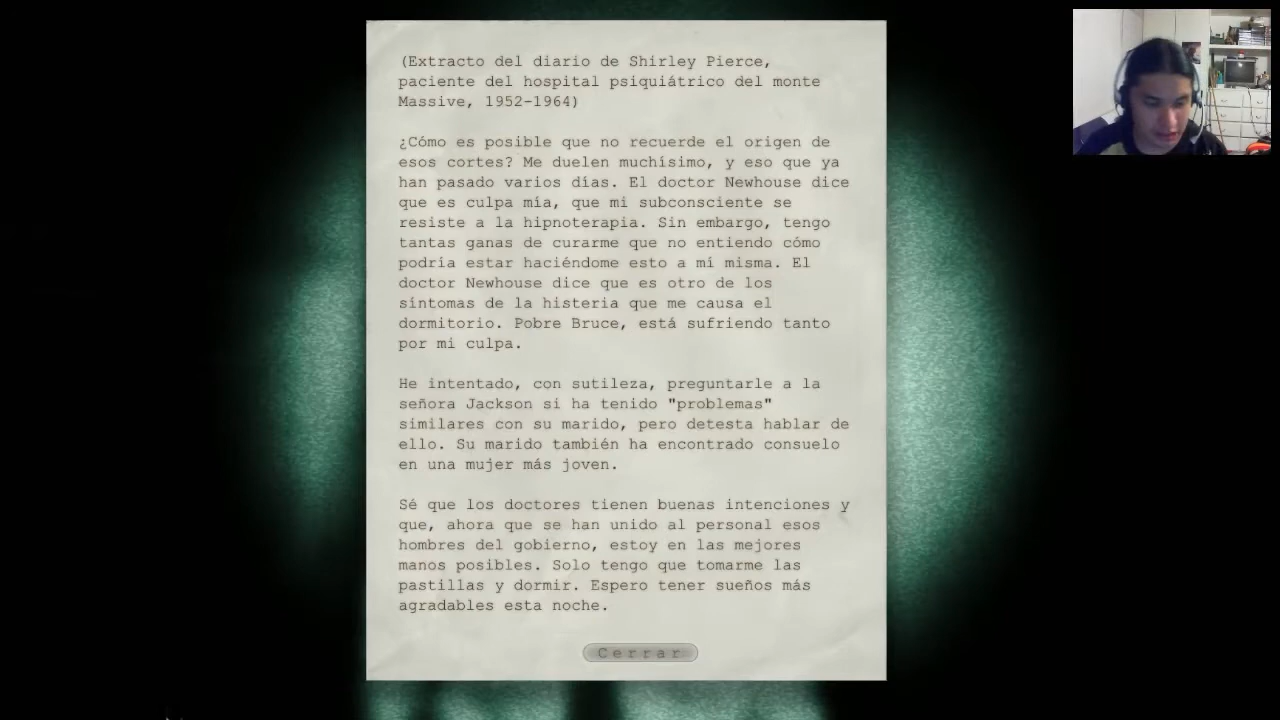 (Extracto del diario de Shirley Pierce,
paciente del hospital psiquiátrico del monte
Massive, 1952-1964)
¿Cómo es posible que no recuerde el origen de
esos cortes? Me duelen muchísimo, y eso que ya
han pasado varios días. El doctor Newhouse dice
que es culpa mía, que mi subconsciente se
resiste a la hipnoterapia. Sin embargo, tengo
tantas ganas de curarme que no entiendo cómo
podría estar haciéndome esto a mí misma. El
doctor Newhouse dice que es otro de los
síntomas de la histeria que me causa el
dormitorio. Pobre Bruce, está sufriendo tanto
por mi culpa.
He intentado, con sutileza, preguntarle a la
señora Jackson si ha tenido "problemas"
similares con su marido, pero detesta hablar de
ello. Su marido también ha encontrado consuelo
en una mujer más joven.
Sé que los doctores tienen buenas intenciones y
que, ahora que se han unido al personal esos
hombres del gobierno, estoy en las mejores
manos posibles. Solo tengo que tomarme las
pastillas y dormir. Espero tener sueños más
agradables esta noche.
Cerrar